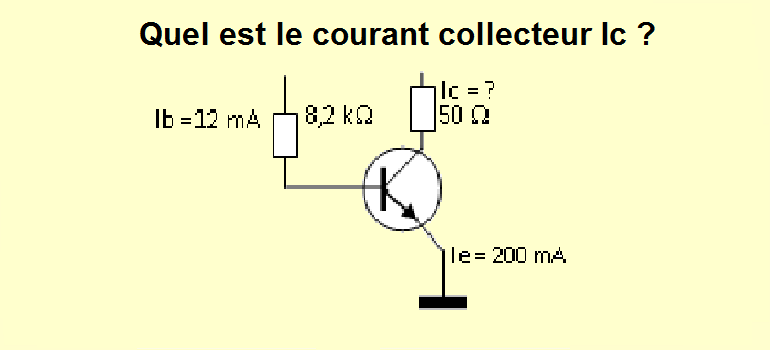 Quel est le courant collecteur Ic ?
Ic = ?
Ib =12 mA
8,2 kΩ
50 Ω
Ie= 200 mA